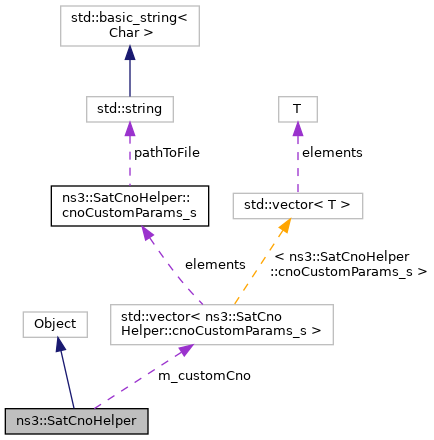 std::basic_string<
Char >
std::string
T
pathToFile
elements
ns3::SatCnoHelper::
cnoCustomParams_s
std::vector< T >
elements
< ns3::SatCnoHelper
::cnoCustomParams_s >
Object
std::vector< ns3::SatCno
Helper::cnoCustomParams_s >
m_customCno
ns3::SatCnoHelper